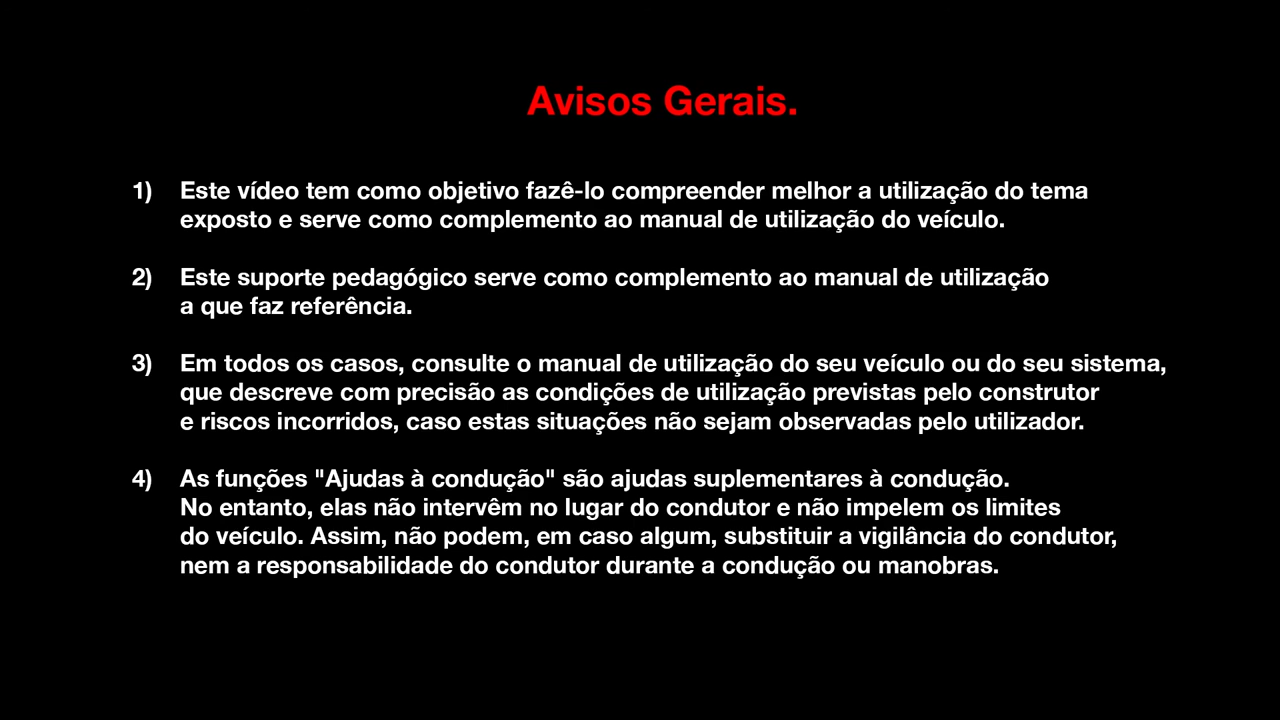 Avisos Gerais.
1) Este vídeo tem como objetivo fazê-lo compreender melhor a utilização do tema
exposto e serve como complemento ao manual de utilização do veículo.
2) Este suporte pedagógico serve como complemento ao manual de utilização
a que faz referência.
3) Em todos os casos, consulte o manual de utilização do seu veículo ou do seu sistema,
que descreve com precisão as condições de utilização previstas pelo construtor
e riscos incorridos, caso estas situações não sejam observadas pelo utilizador.
4) As funções "Ajudas à condução" são ajudas suplementares à condução.
No entanto, elas não intervêm no lugar do condutor e não impelem os limites
do veículo. Assim, não podem, em caso algum, substituir a vigilância do condutor,
nem a responsabilidade do condutor durante a condução ou manobras.